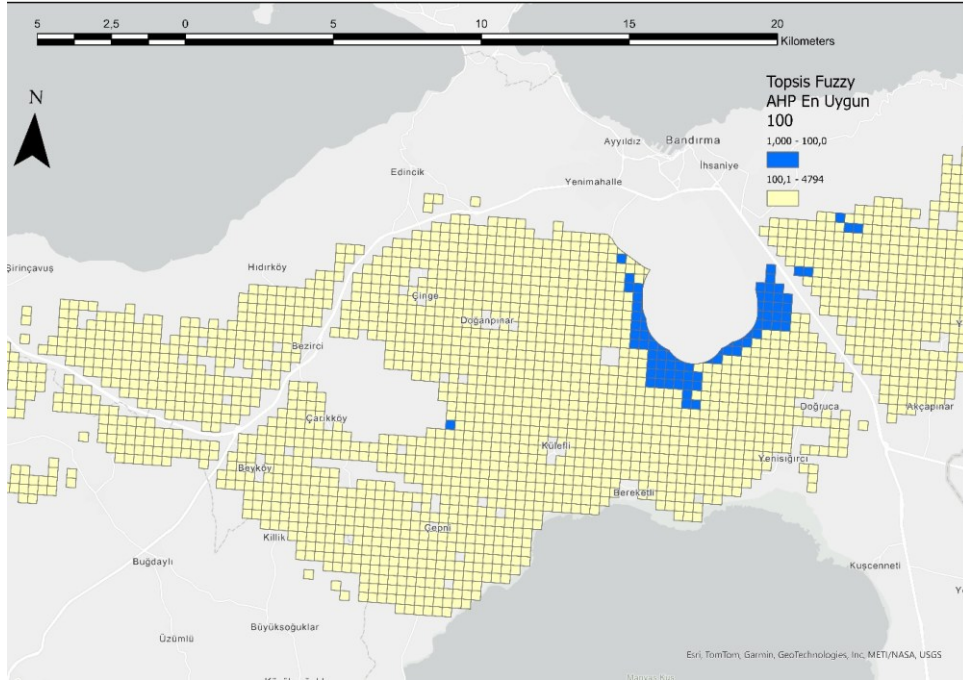 5 2,5 0 5 10 15 20
Kilometers
N
Topsis Fuzzy
AHP En Uygun
100
1,000 - 100,0
100,1 - 4794
Ayyıldız
Bandırma
İhsaniye
Edincik
Yenimahalle
Şirinçavuş
Hıdırköy
Çinge
Doğanpınar
Bezirci
Çarıkköy
Doğruca
Akçapınar
Külefli
Beyköy
Yenisığırcı
Bereketli
Çepni
Killik
Buğdaylı
Kuşcenneti
Büyüksoğuklar
Üzümlü
Esri, TomTom, Garmin, GeoTechnologies, Inc, METI/NASA, USGS